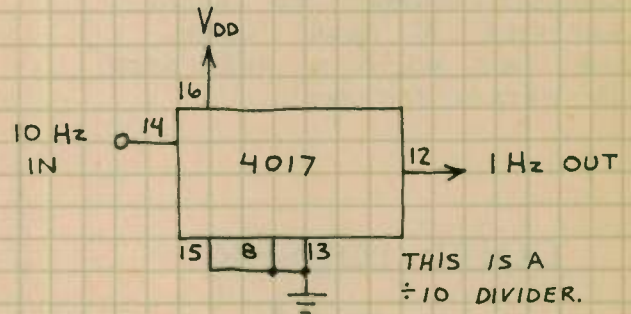 VDD
16
10 Hz
IN
14
4017
12
1 Hz OUT
15
8
13
THIS IS A
÷10 DIVIDER.